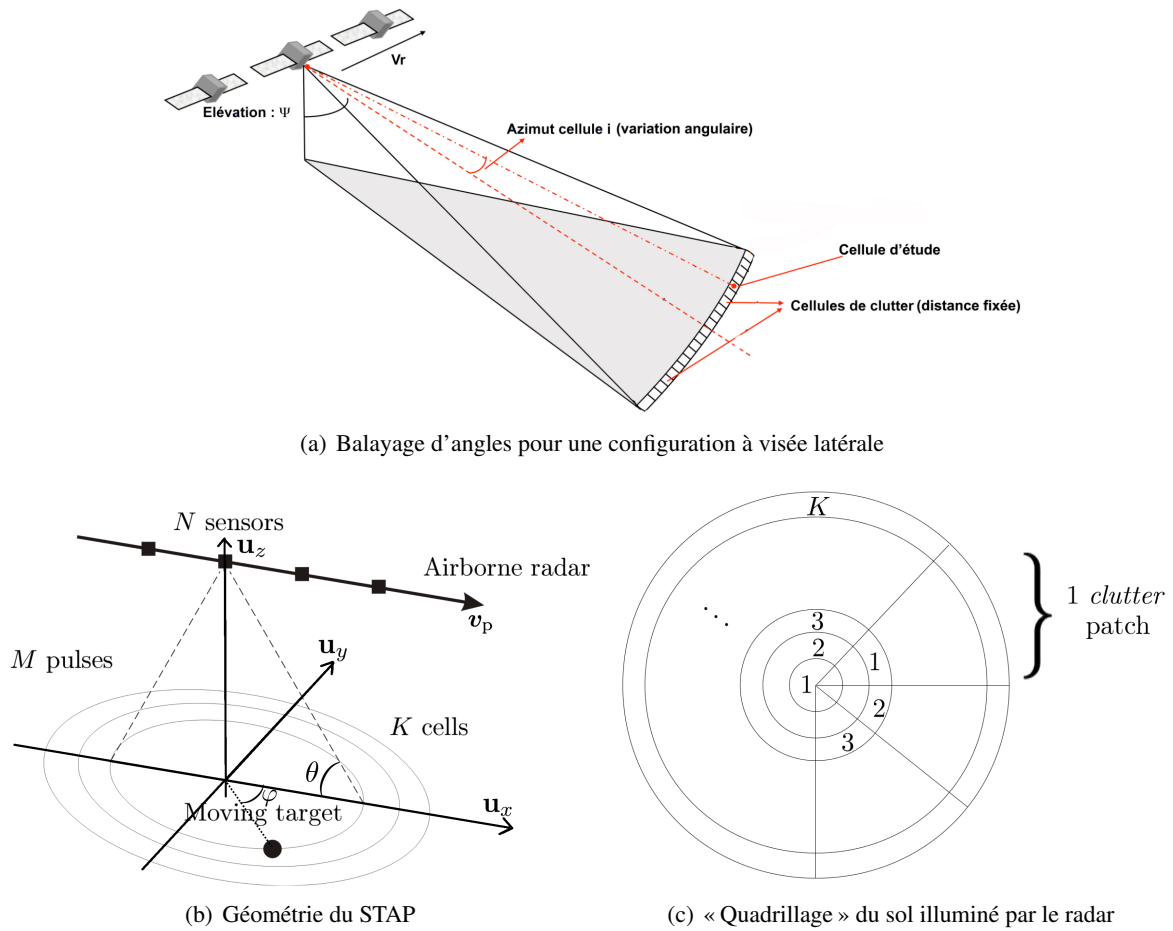 Vr
Elévation : Ψ
Azimut cellule i (variation angulaire)
Cellule d'étude
Cellules de clutter (distance fixée)
(a) Balayage d'angles pour une configuration à visée latérale
N sensors
u_z
Airborne radar
v_p
M pulses
u_y
K cells
θ
φ
Moving target
u_x
(b) Géométrie du STAP
K
...
3
2
1
1
2
3
1 clutter
patch
(c) « Quadrillage » du sol illuminé par le radar